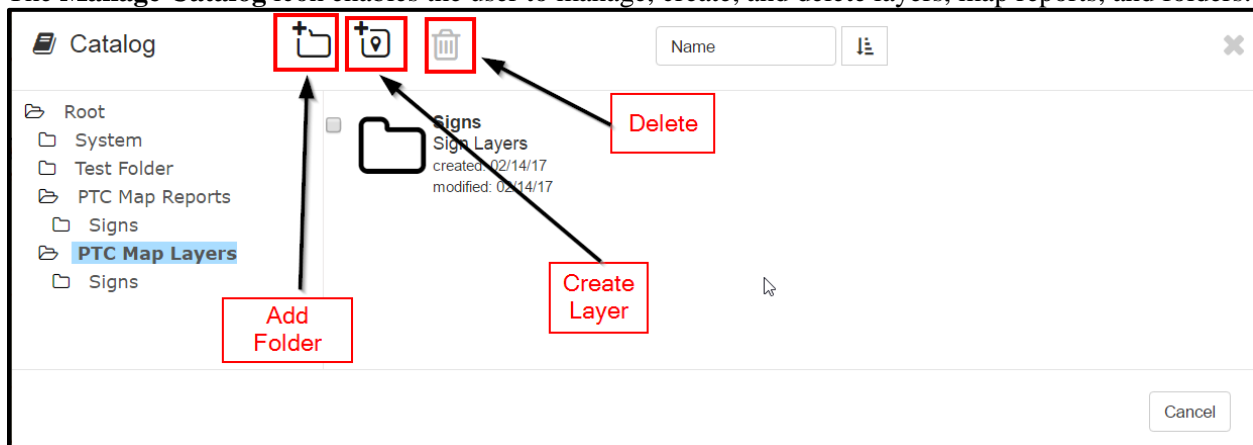 The Manage Catalog icon enables the user to manage, create, and delete layers, map reports, and folders.
Catalog
Name
Root
System
Test Folder
PTC Map Reports
Signs
PTC Map Layers
Signs
Signs
Sign Layers
created: 02/14/17
modified: 02/14/17
Delete
Create
Layer
Add
Folder
Cancel